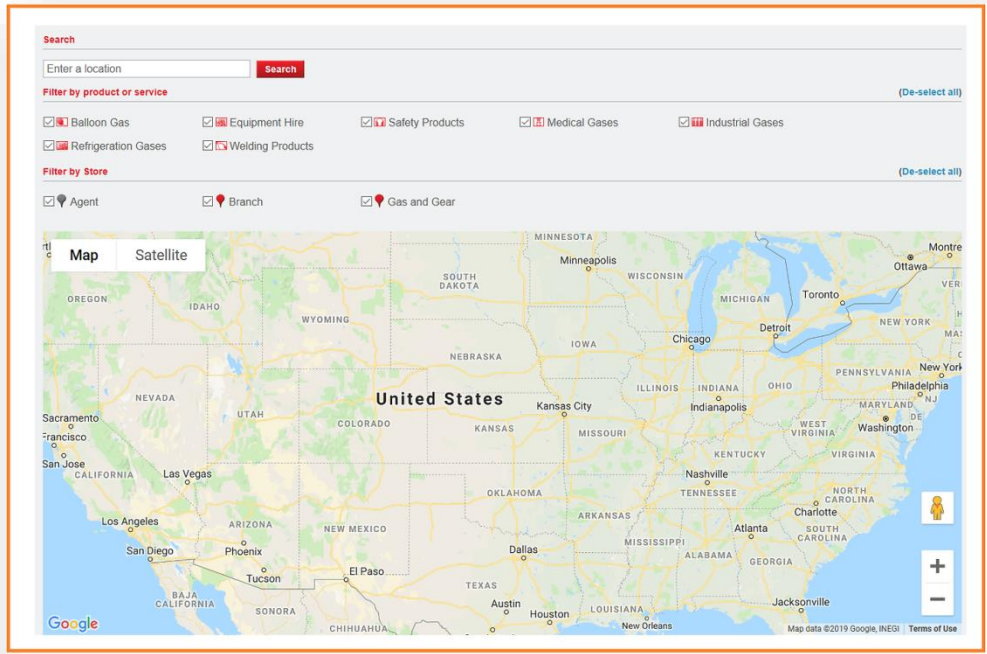 Search
Enter a location
Search
Filter by product or service
(De-select all)
Balloon Gas
Equipment Hire
Safety Products
Medical Gases
Industrial Gases
Refrigeration Gases
Welding Products
Filter by Store
(De-select all)
Agent
Branch
Gas and Gear
Map
Satellite
MINNESOTA
Minneapolis
Montre
Ottawa
WISCONSIN
SOUTH
DAKOTA
VER
OREGON
IDAHO
MICHIGAN
Toronto
WYOMING
NEW YORK
Detroit
MA
Chicago
IOWA
NEBRASKA
PENNSYLVANIA
New York
ILLINOIS
INDIANA
OHIO
Philadelphia
NEVADA
United States
Kansas City
Indianapolis
MARYLAND
NJ
UTAH
DE
Sacramento
COLORADO
KANSAS
MISSOURI
WEST
VIRGINIA
Washington
Francisco
San Jose
KENTUCKY
VIRGINIA
CALIFORNIA
Las Vegas
Nashville
OKLAHOMA
TENNESSEE
NORTH
CAROLINA
Charlotte
Los Angeles
ARIZONA
NEW MEXICO
ARKANSAS
Atlanta
SOUTH
CAROLINA
San Diego
Phoenix
Dallas
MISSISSIPPI
ALABAMA
GEORGIA
Tucson
El Paso
TEXAS
BAJA
CALIFORNIA
SONORA
Austin
Houston
LOUISIANA
Jacksonville
New Orleans
CHIHUAHUA
Google
Map data ©2019 Google, INEGI
Terms of Use